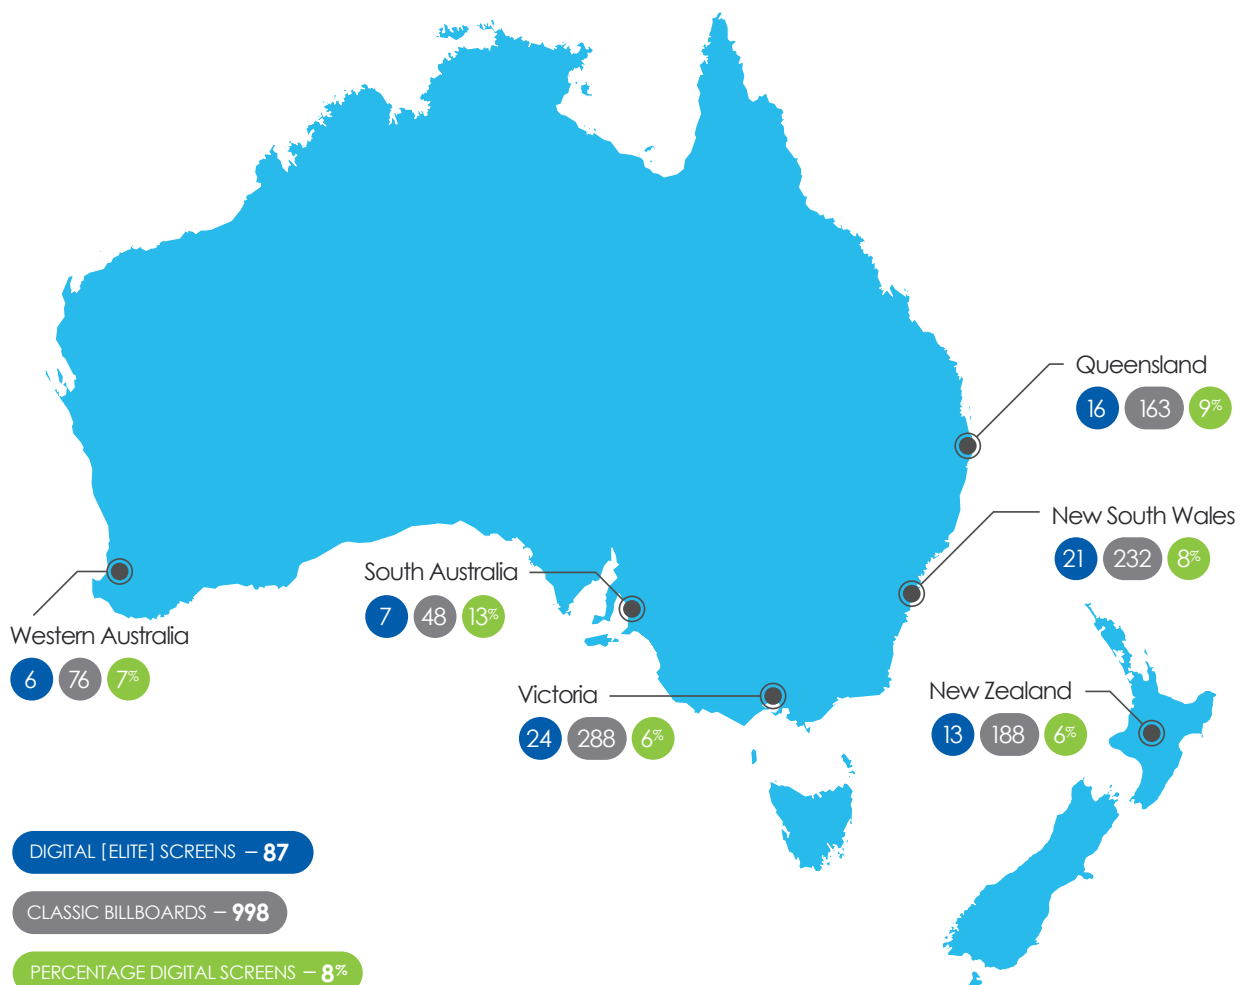 Queensland
16 163 9%
New South Wales
21 232 8%
South Australia
7 48 13%
Western Australia
6 76 7%
Victoria
24 288 6%
New Zealand
13 188 6%
DIGITAL [ELITE] SCREENS – 87
CLASSIC BILLBOARDS – 998
PERCENTAGE DIGITAL SCREENS – 8%